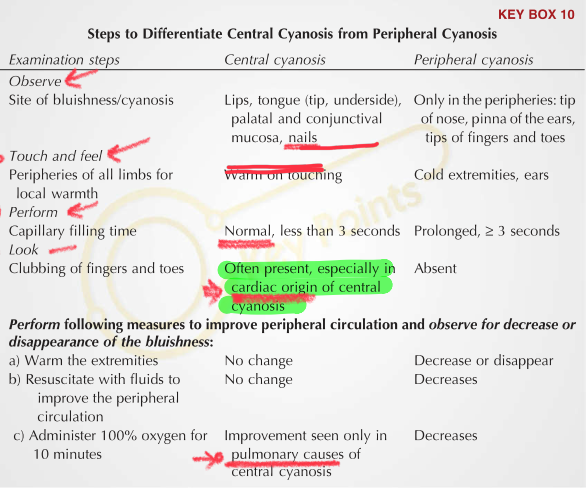 KEY BOX 10
Steps to Differentiate Central Cyanosis from Peripheral Cyanosis
Examination steps Central cyanosis Peripheral cyanosis
Observe
Site of bluishness/cyanosis Lips, tongue (tip, underside), Only in the peripheries: tip
palatal and conjunctival of nose, pinna of the ears,
mucosa, nails tips of fingers and toes
Touch and feel
Peripheries of all limbs for Warm on touching Cold extremities, ears
local warmth
Perform
Capillary filling time Normal, less than 3 seconds Prolonged, ≥ 3 seconds
Look
Clubbing of fingers and toes Often present, especially in Absent
cardiac origin of central
cyanosis
Perform following measures to improve peripheral circulation and observe for decrease or
disappearance of the bluishness:
a) Warm the extremities No change Decrease or disappear
b) Resuscitate with fluids to No change Decreases
improve the peripheral
circulation
c) Administer 100% oxygen for Improvement seen only in Decreases
10 minutes pulmonary causes of
central cyanosis
Key Points